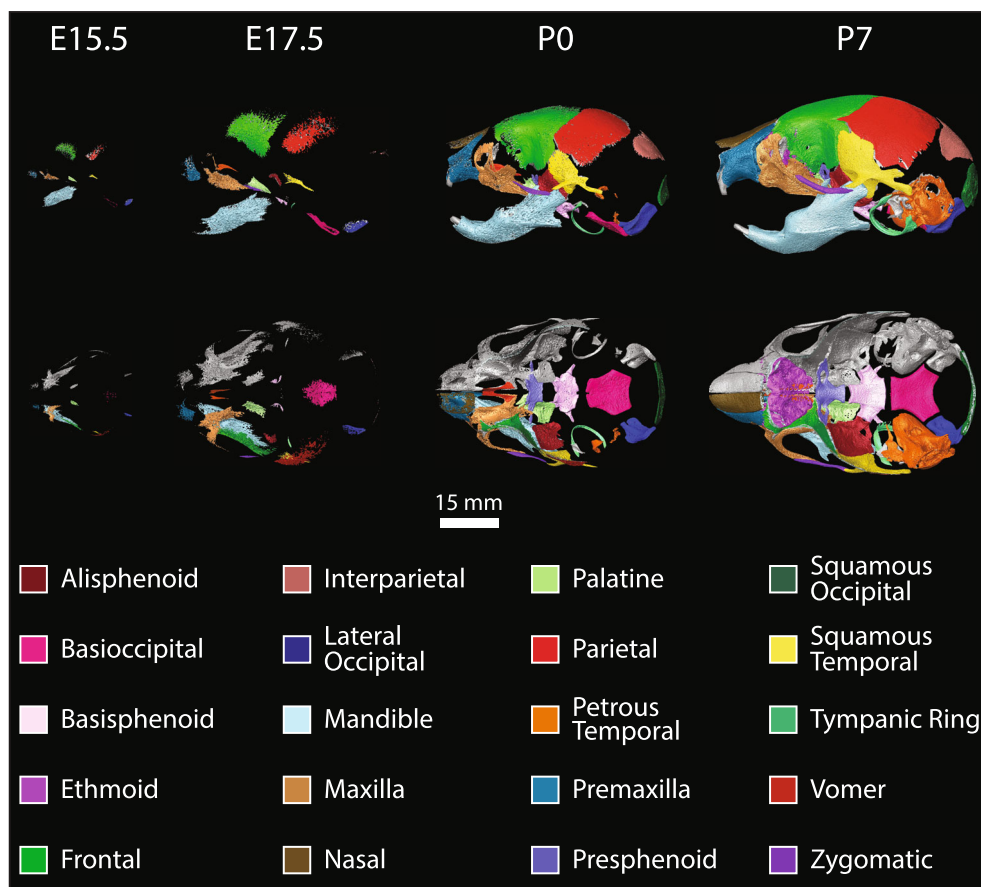 E15.5 E17.5 P0 P7
15 mm
Alisphenoid
Interparietal
Palatine
Squamous
Occipital
Basioccipital
Lateral
Occipital
Parietal
Squamous
Temporal
Basisphenoid
Mandible
Petrous
Temporal
Tympanic Ring
Ethmoid
Maxilla
Premaxilla
Vomer
Frontal
Nasal
Presphenoid
Zygomatic